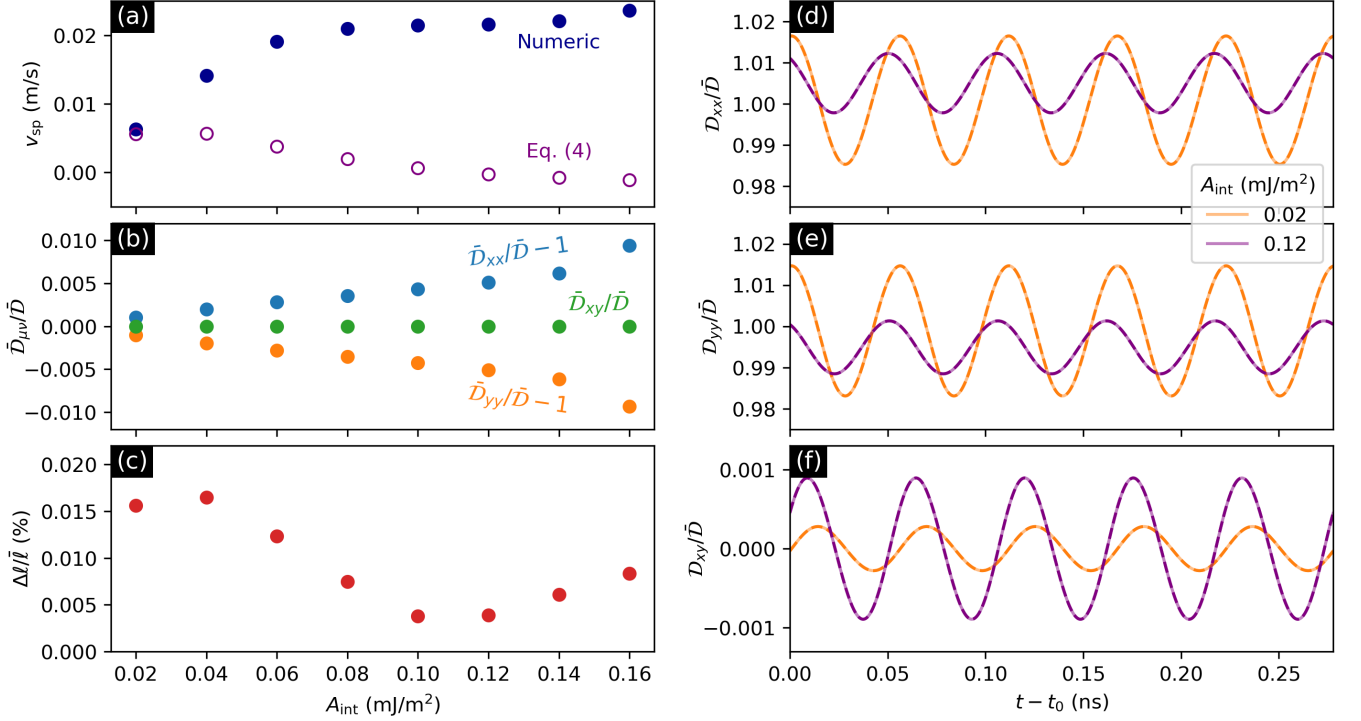 (a)
0.02
0.01
0.00
v_sp (m/s)
Numeric
Eq. (4)
(b)
0.010
0.005
0.000
−0.005
−0.010
𝒟̄_μν/𝒟̄
𝒟̄_xx/𝒟̄ − 1
𝒟̄_xy/𝒟̄
𝒟̄_yy/𝒟̄ − 1
(c)
0.020
0.015
0.010
0.005
0.000
Δℓ/ℓ̄ (%)
0.02 0.04 0.06 0.08 0.10 0.12 0.14 0.16
A_int (mJ/m²)
(d)
1.02
1.01
1.00
0.99
0.98
𝒟_xx/𝒟̄
A_int (mJ/m²)
0.02
0.12
(e)
1.02
1.01
1.00
0.99
0.98
𝒟_yy/𝒟̄
(f)
0.001
0.000
−0.001
𝒟_xy/𝒟̄
0.00 0.05 0.10 0.15 0.20 0.25
t − t₀ (ns)